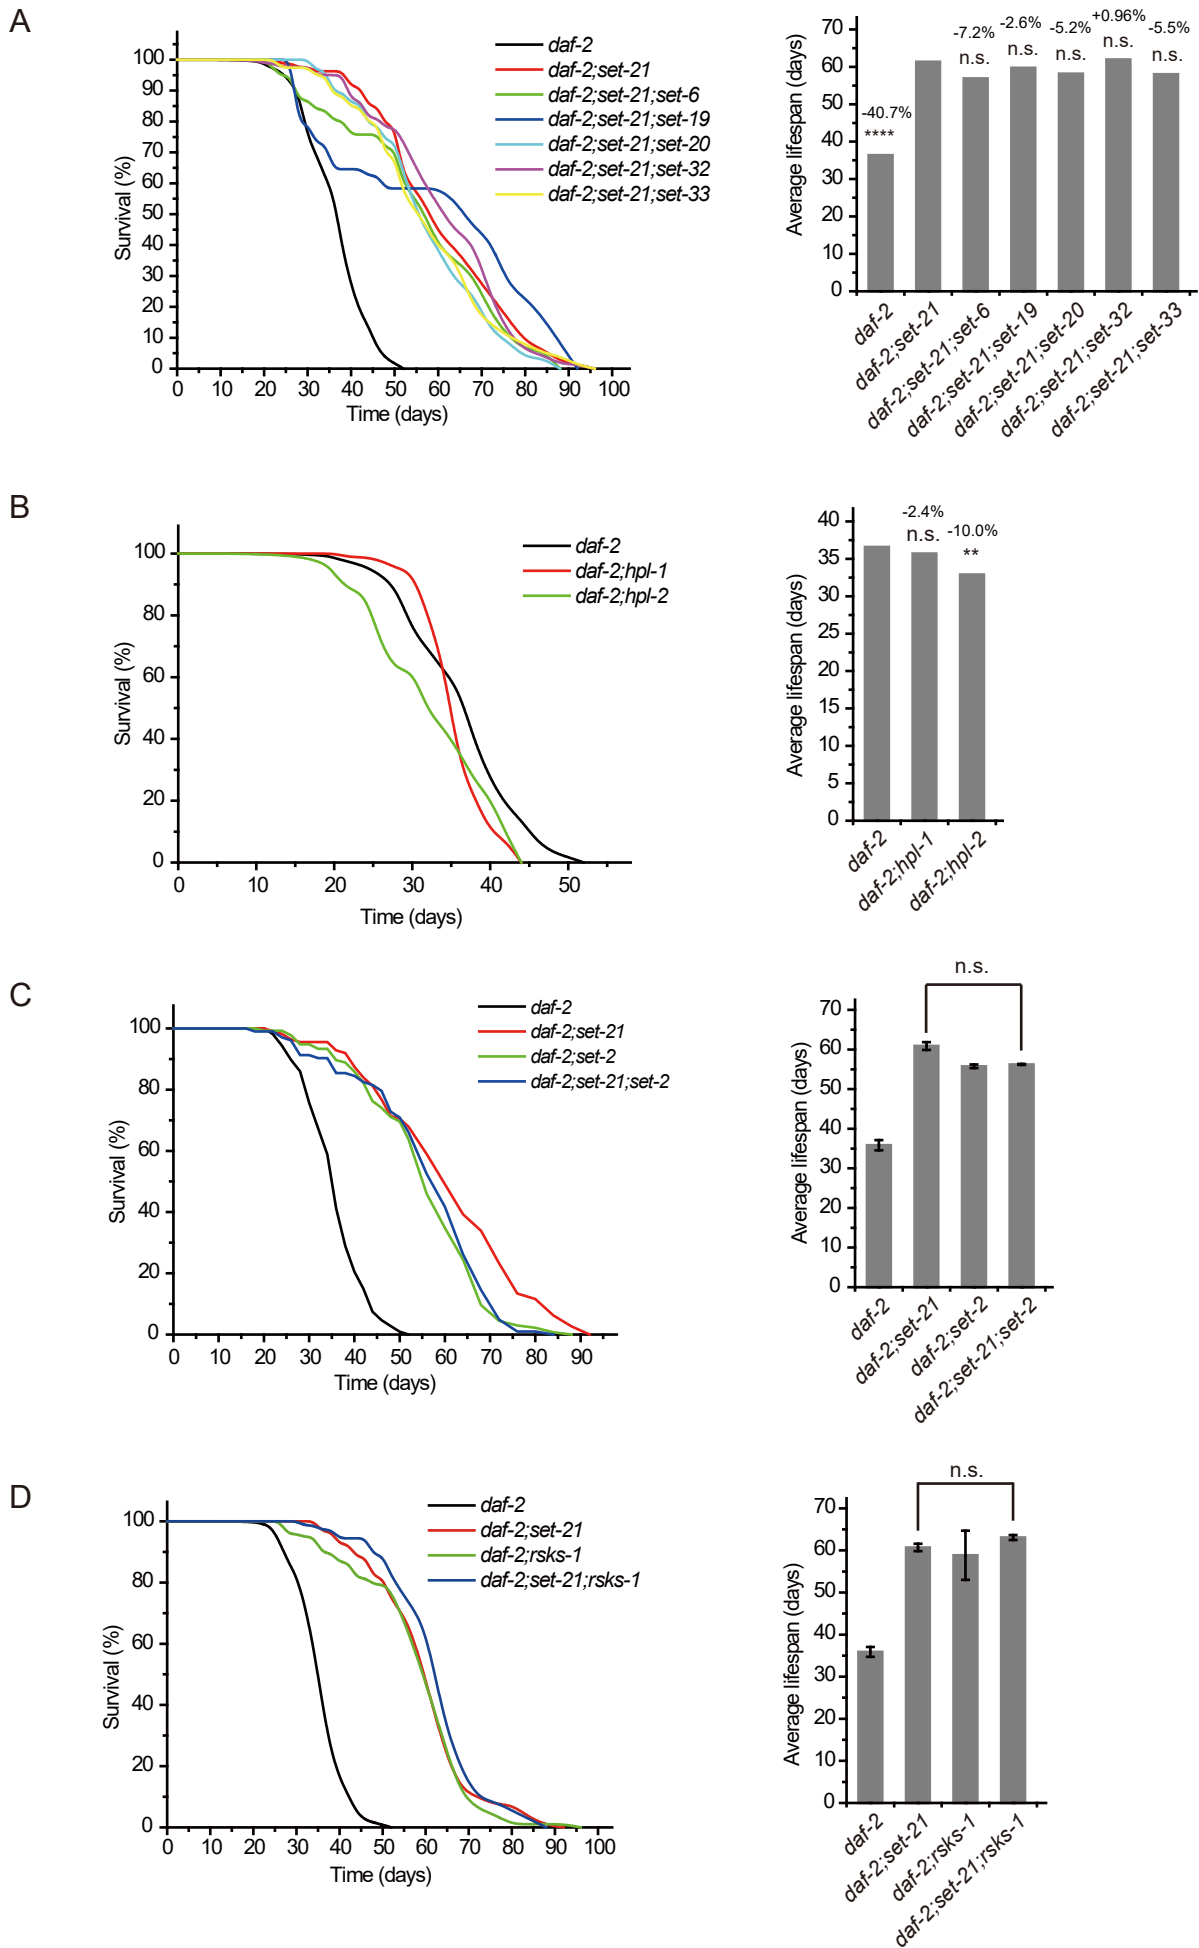 A
Survival (%)
100
90
80
70
60
50
40
30
20
10
0
0 10 20 30 40 50 60 70 80 90 100
Time (days)
daf-2
daf-2;set-21
daf-2;set-21;set-6
daf-2;set-21;set-19
daf-2;set-21;set-20
daf-2;set-21;set-32
daf-2;set-21;set-33
Average lifespan (days)
70
60
50
40
30
20
10
0
-40.7%
****
-7.2%
n.s.
-2.6%
n.s.
-5.2%
n.s.
+0.96%
n.s.
-5.5%
n.s.
daf-2
daf-2;set-21
daf-2;set-21;set-6
daf-2;set-21;set-19
daf-2;set-21;set-20
daf-2;set-21;set-32
daf-2;set-21;set-33
B
Survival (%)
100
80
60
40
20
0
0 10 20 30 40 50
Time (days)
daf-2
daf-2;hpl-1
daf-2;hpl-2
Average lifespan (days)
40
35
30
25
20
15
10
5
0
-2.4%
n.s.
-10.0%
**
daf-2
daf-2;hpl-1
daf-2;hpl-2
C
Survival (%)
100
80
60
40
20
0
0 10 20 30 40 50 60 70 80 90
Time (days)
daf-2
daf-2;set-21
daf-2;set-2
daf-2;set-21;set-2
Average lifespan (days)
70
60
50
40
30
20
10
0
n.s.
daf-2
daf-2;set-21
daf-2;set-2
daf-2;set-21;set-2
D
Survival (%)
100
80
60
40
20
0
0 10 20 30 40 50 60 70 80 90 100
Time (days)
daf-2
daf-2;set-21
daf-2;rsks-1
daf-2;set-21;rsks-1
Average lifespan (days)
70
60
50
40
30
20
10
0
n.s.
daf-2
daf-2;set-21
daf-2;rsks-1
daf-2;set-21;rsks-1